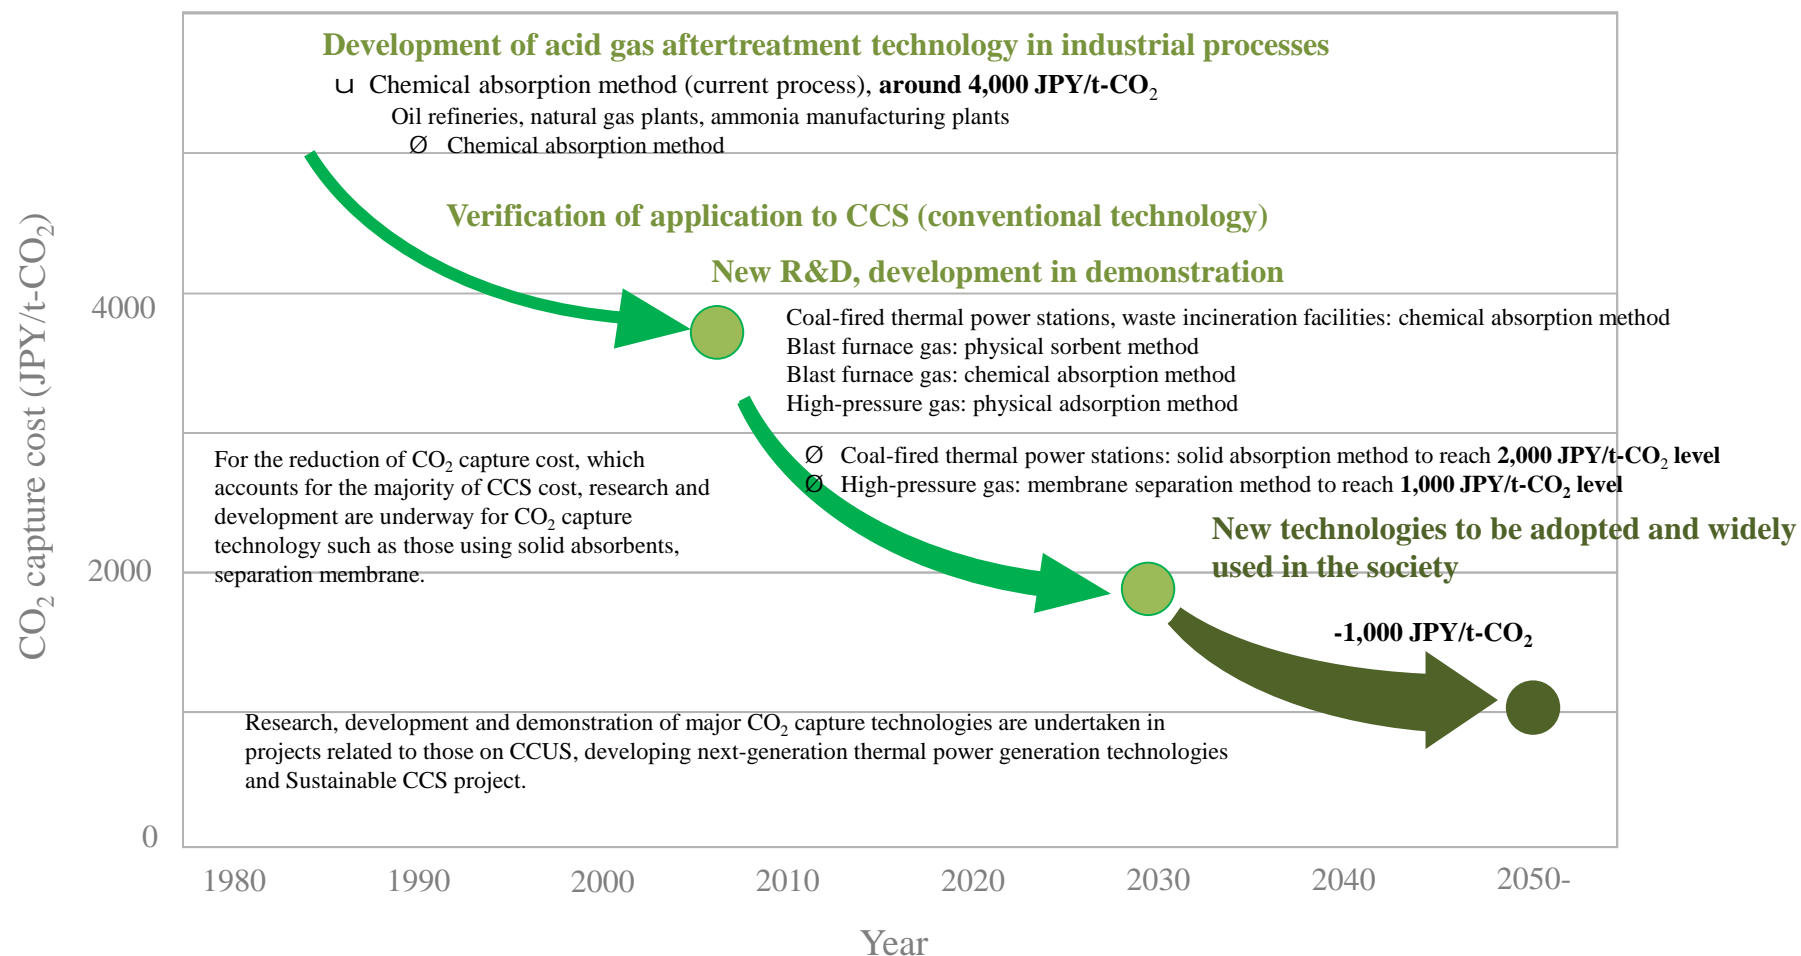 Development of acid gas aftertreatment technology in industrial processes
u Chemical absorption method (current process), around 4,000 JPY/t-CO₂
Oil refineries, natural gas plants, ammonia manufacturing plants
Ø Chemical absorption method
Verification of application to CCS (conventional technology)
New R&D, development in demonstration
Coal-fired thermal power stations, waste incineration facilities: chemical absorption method
Blast furnace gas: physical sorbent method
Blast furnace gas: chemical absorption method
High-pressure gas: physical adsorption method
Ø Coal-fired thermal power stations: solid absorption method to reach 2,000 JPY/t-CO₂ level
Ø High-pressure gas: membrane separation method to reach 1,000 JPY/t-CO₂ level
For the reduction of CO₂ capture cost, which
accounts for the majority of CCS cost, research and
development are underway for CO₂ capture
technology such as those using solid absorbents,
separation membrane.
New technologies to be adopted and widely
used in the society
-1,000 JPY/t-CO₂
Research, development and demonstration of major CO₂ capture technologies are undertaken in
projects related to those on CCUS, developing next-generation thermal power generation technologies
and Sustainable CCS project.
CO₂ capture cost (JPY/t-CO₂)
4000
2000
0
1980 1990 2000 2010 2020 2030 2040 2050-
Year